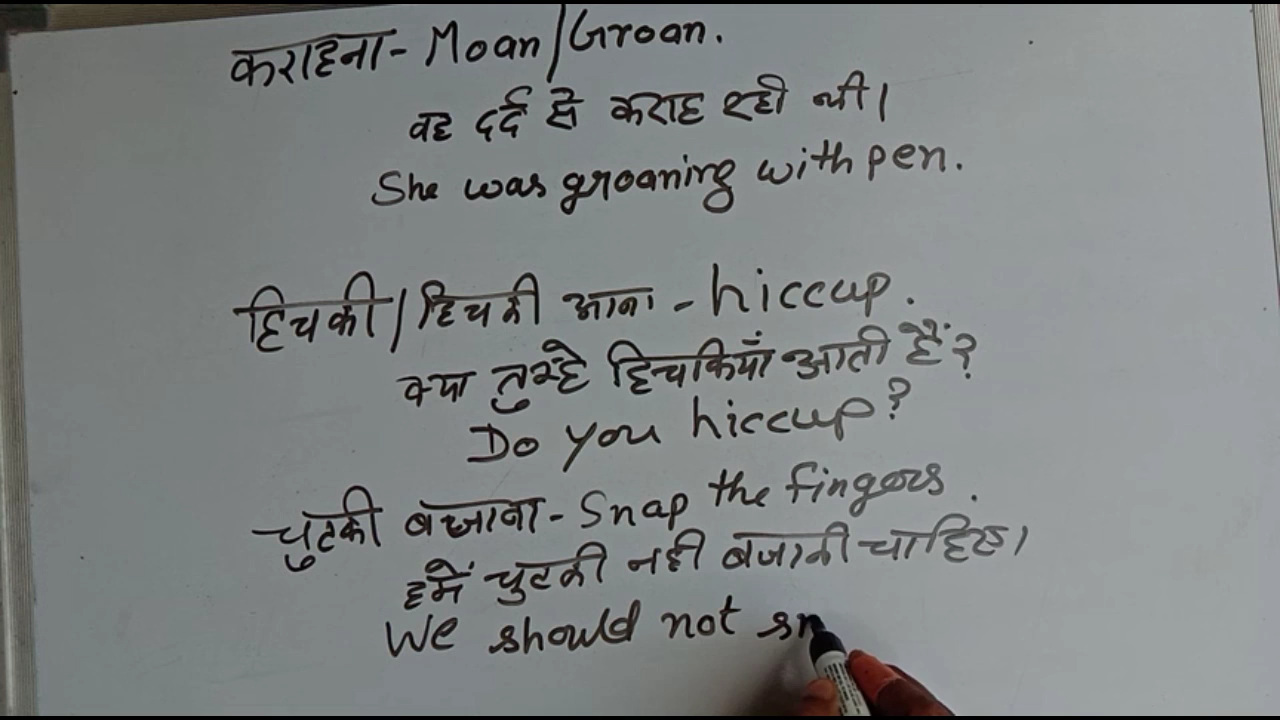 कराहना - Moan/Groan.
वह दर्द से कराह रही थी।
She was groaning with pen.
हिचकी/हिचकी आना - hiccup.
क्या तुम्हे हिचकियाँ आती हैं?
Do you hiccup?
चुटकी बजाना - Snap the fingers.
हमें चुटकी नही बजानी चाहिए।
We should not sn